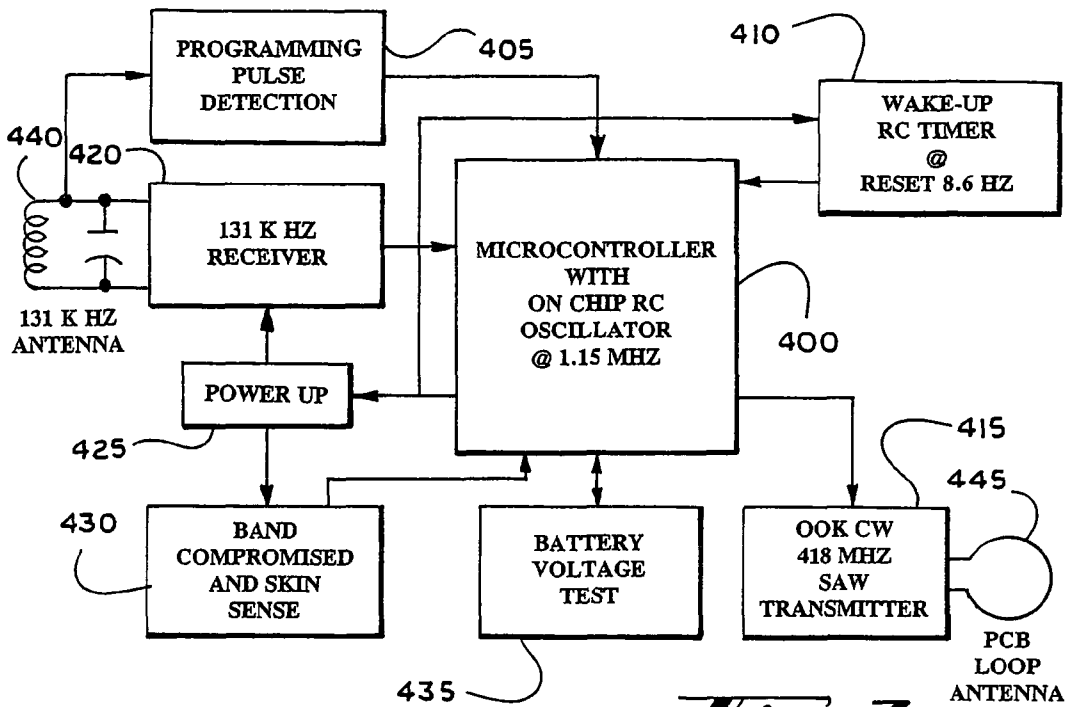 PROGRAMMING
PULSE
DETECTION
405
410
WAKE-UP
RC TIMER
@
RESET 8.6 HZ
440
420
131 K HZ
RECEIVER
131 K HZ
ANTENNA
MICROCONTROLLER
WITH
ON CHIP RC
OSCILLATOR
@ 1.15 MHZ
400
POWER UP
425
430
BAND
COMPROMISED
AND SKIN
SENSE
BATTERY
VOLTAGE
TEST
435
415
445
OOK CW
418 MHZ
SAW
TRANSMITTER
PCB
LOOP
ANTENNA